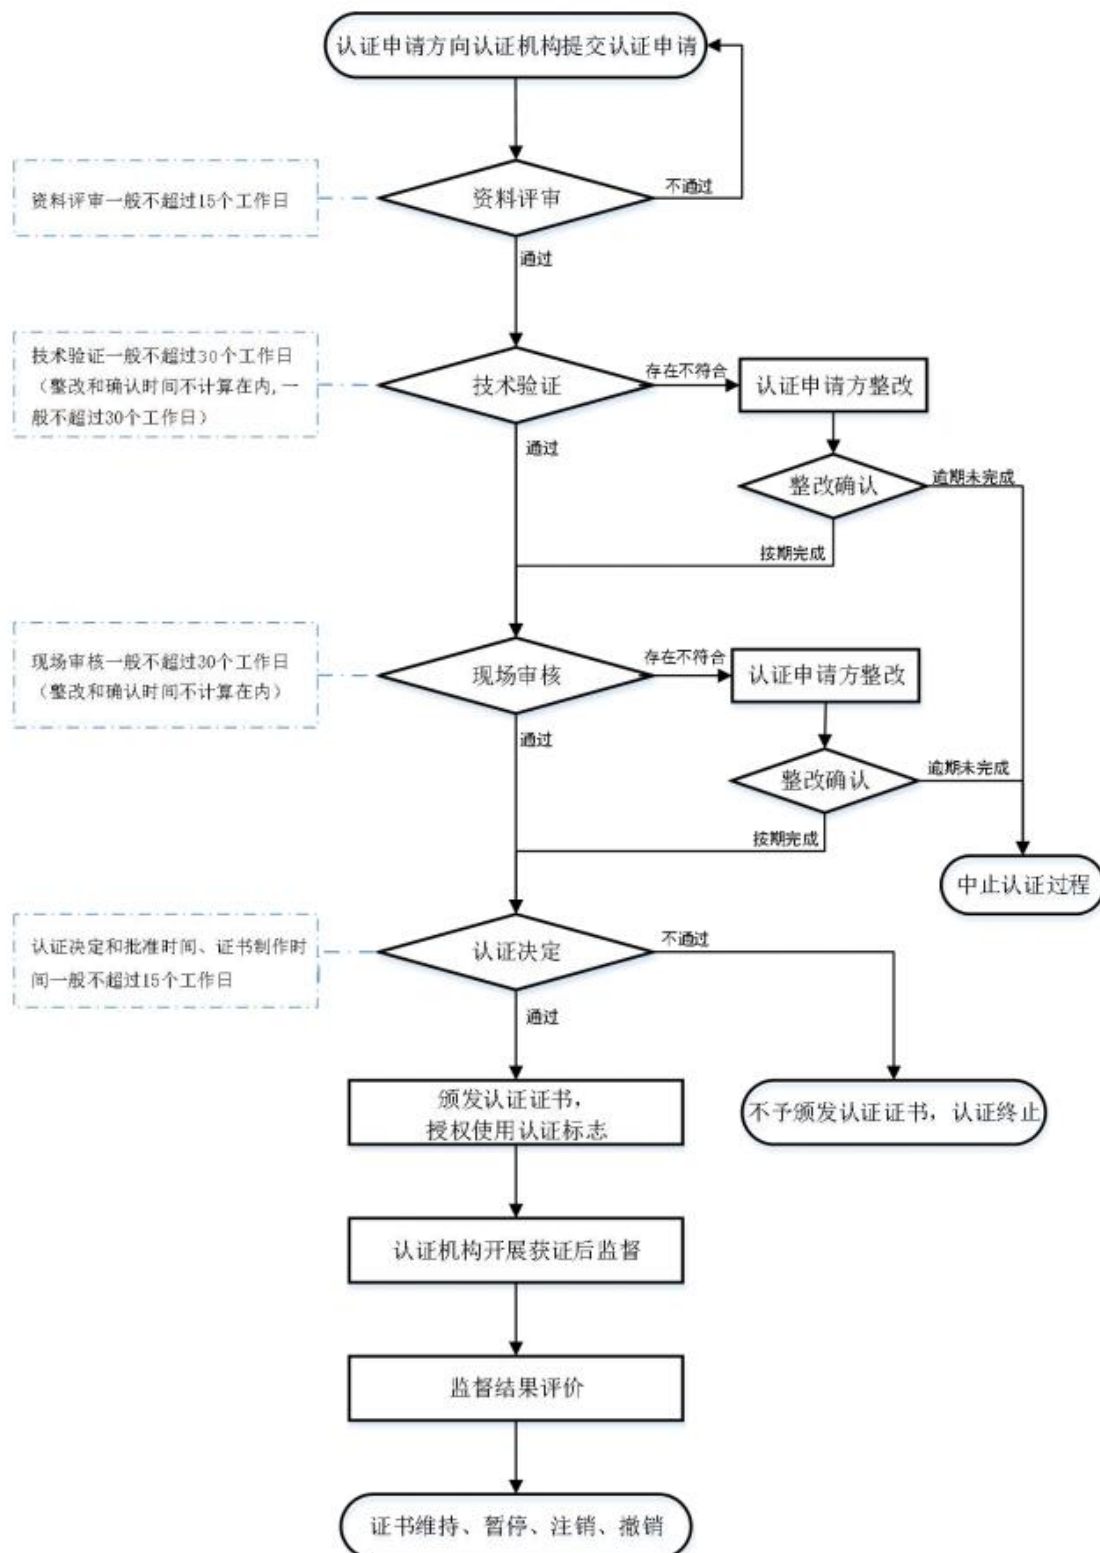 认证申请方向认证机构提交认证申请
资料评审一般不超过15个工作日
资料评审
不通过
通过
技术验证一般不超过30个工作日
（整改和确认时间不计算在内,一
般不超过30个工作日）
技术验证
存在不符合
认证申请方整改
通过
整改确认
逾期未完成
按期完成
现场审核一般不超过30个工作日
（整改和确认时间不计算在内）
现场审核
存在不符合
认证申请方整改
通过
整改确认
逾期未完成
按期完成
中止认证过程
认证决定和批准时间、证书制作时
间一般不超过15个工作日
认证决定
不通过
通过
颁发认证证书，
授权使用认证标志
不予颁发认证证书，认证终止
认证机构开展获证后监督
监督结果评价
证书维持、暂停、注销、撤销